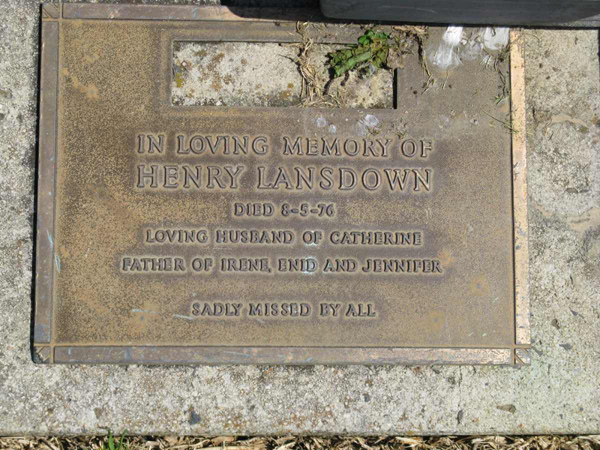 IN LOVING MEMORY OF
HENRY LANSDOWN
DIED 8-5-76
LOVING HUSBAND OF CATHERINE
FATHER OF IRENE, ENID AND JENNIFER
SADLY MISSED BY ALL